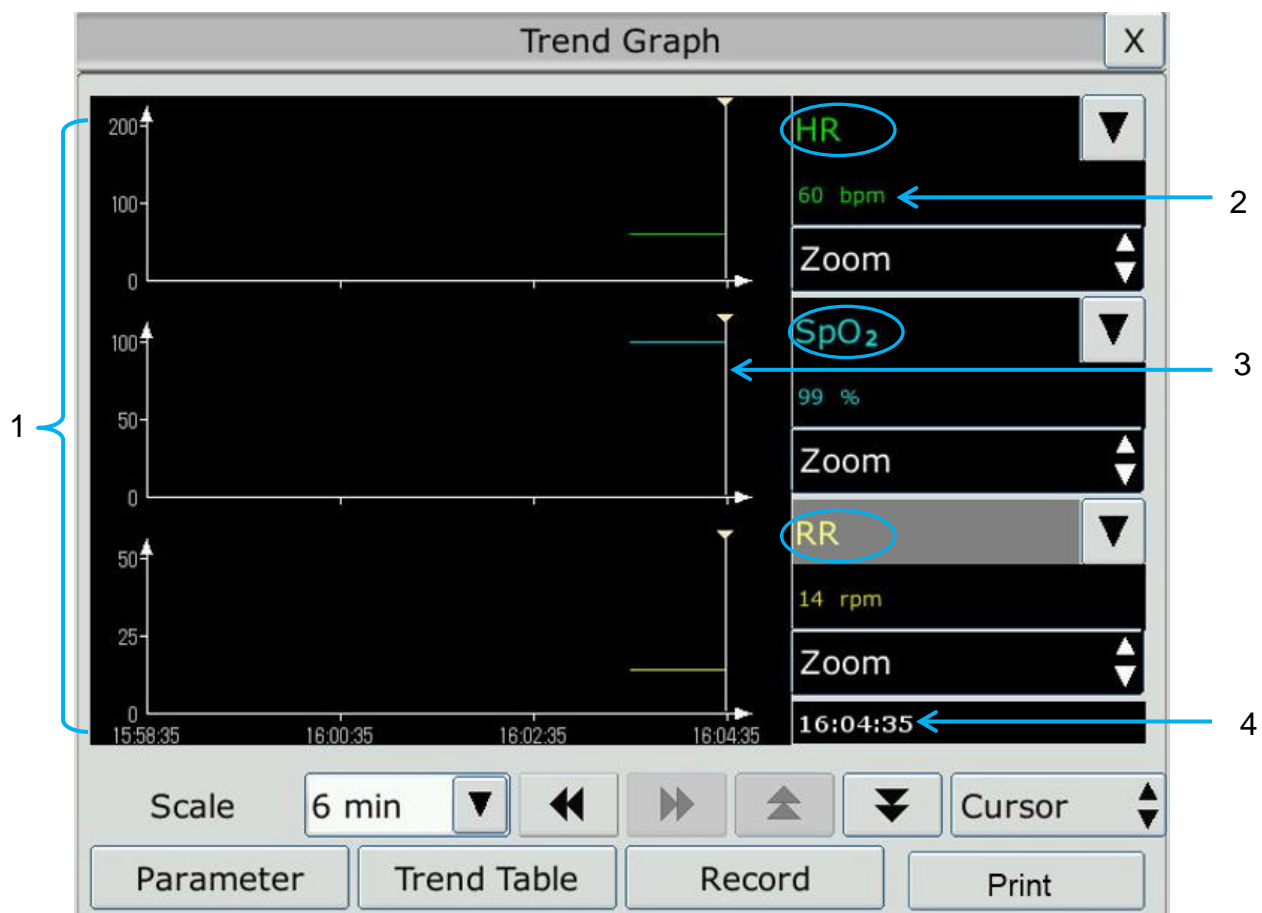 Trend Graph X
200
100
0
HR
60 bpm
2
Zoom
100
50
0
SpO₂
3
99 %
Zoom
1
50
25
0
RR
14 rpm
Zoom
15:58:35 16:00:35 16:02:35 16:04:35
16:04:35
4
Scale 6 min Cursor
Parameter Trend Table Record Print